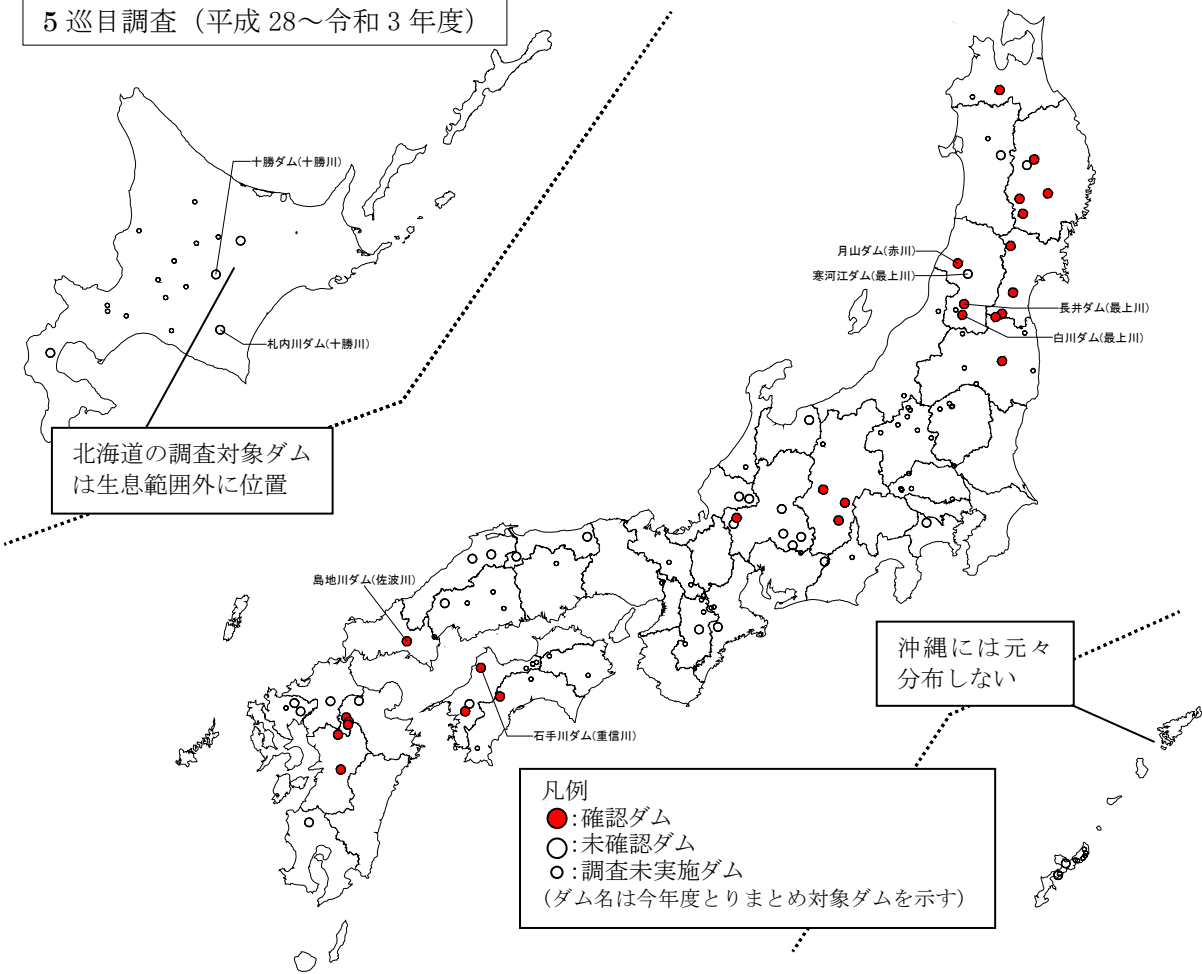 5 巡目調査（平成 28～令和 3 年度）
十勝ダム(十勝川)
札内川ダム(十勝川)
北海道の調査対象ダム
は生息範囲外に位置
月山ダム(赤川)
寒河江ダム(最上川)
長井ダム(最上川)
白川ダム(最上川)
島地川ダム(佐波川)
石手川ダム(重信川)
沖縄には元々
分布しない
凡例
:確認ダム
:未確認ダム
:調査未実施ダム
(ダム名は今年度とりまとめ対象ダムを示す)